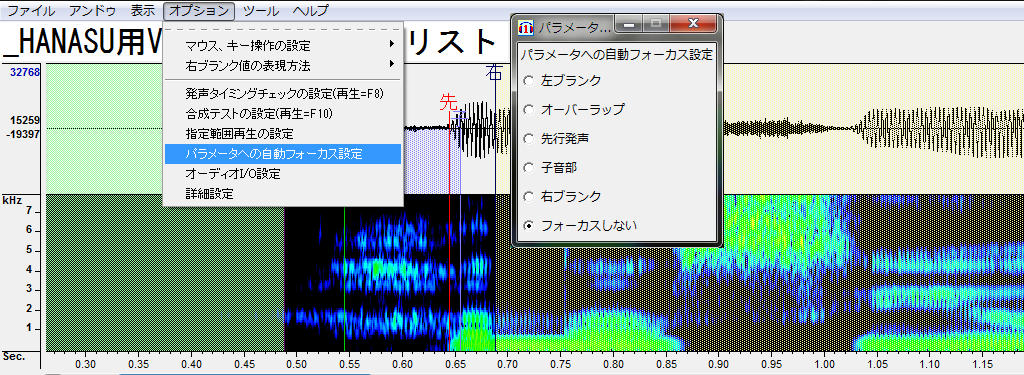 ファイル アンドゥ 表示 オプション ツール ヘルプ
_HANASU用V
リスト
マウス、キー操作の設定
右ブランク値の表現方法
発声タイミングチェックの設定(再生=F8)
合成テストの設定(再生=F10)
指定範囲再生の設定
パラメータへの自動フォーカス設定
オーディオI/O設定
詳細設定
パラメータ...
パラメータへの自動フォーカス設定
左ブランク
オーバーラップ
先行発声
子音部
右ブランク
フォーカスしない
32768
15259
-19397
先
右
kHz
7
6
5
4
3
2
1
Sec.
0.30 0.35 0.40 0.45 0.50 0.55 0.60 0.65 0.70 0.75 0.80 0.85 0.90 0.95 1.00 1.05 1.10 1.15